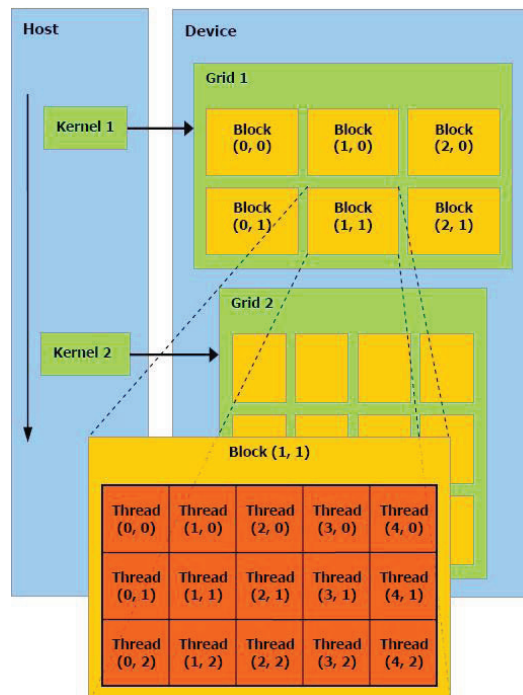 Host
Device
Grid 1
Kernel 1
Block
(0, 0)
Block
(1, 0)
Block
(2, 0)
Block
(0, 1)
Block
(1, 1)
Block
(2, 1)
Grid 2
Kernel 2
Block (1, 1)
Thread
(0, 0)
Thread
(1, 0)
Thread
(2, 0)
Thread
(3, 0)
Thread
(4, 0)
Thread
(0, 1)
Thread
(1, 1)
Thread
(2, 1)
Thread
(3, 1)
Thread
(4, 1)
Thread
(0, 2)
Thread
(1, 2)
Thread
(2, 2)
Thread
(3, 2)
Thread
(4, 2)